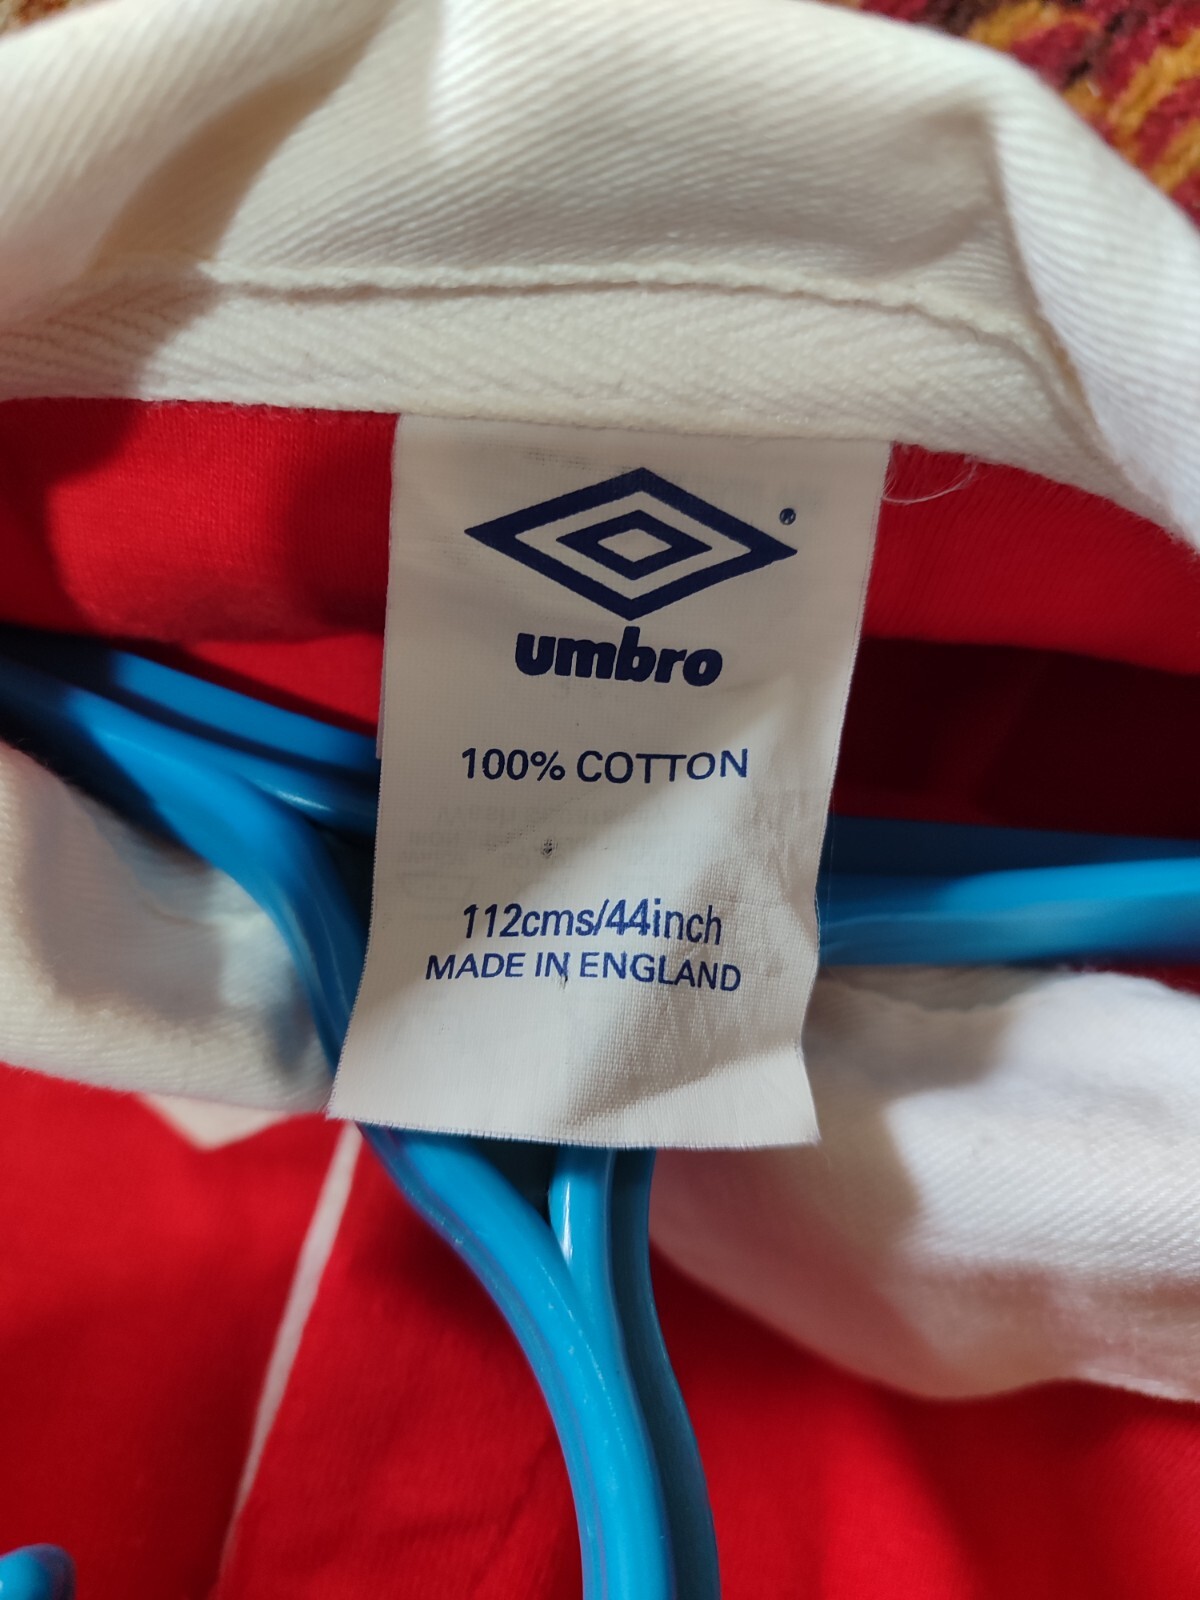 ®
umbro
100% COTTON
112cms/44inch
MADE IN ENGLAND